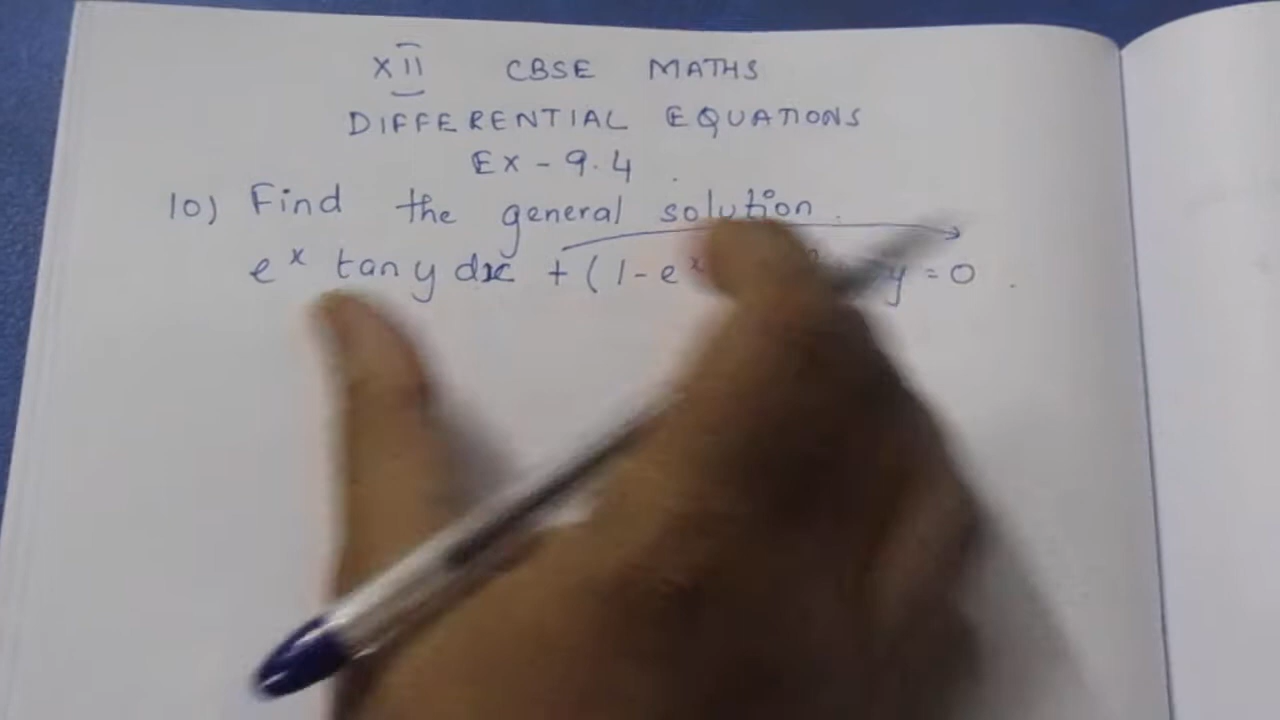 XII CBSE MATHS
DIFFERENTIAL EQUATIONS
Ex - 9.4
10) Find the general solution.
e^x tan y dx + (1 - e^x y = 0